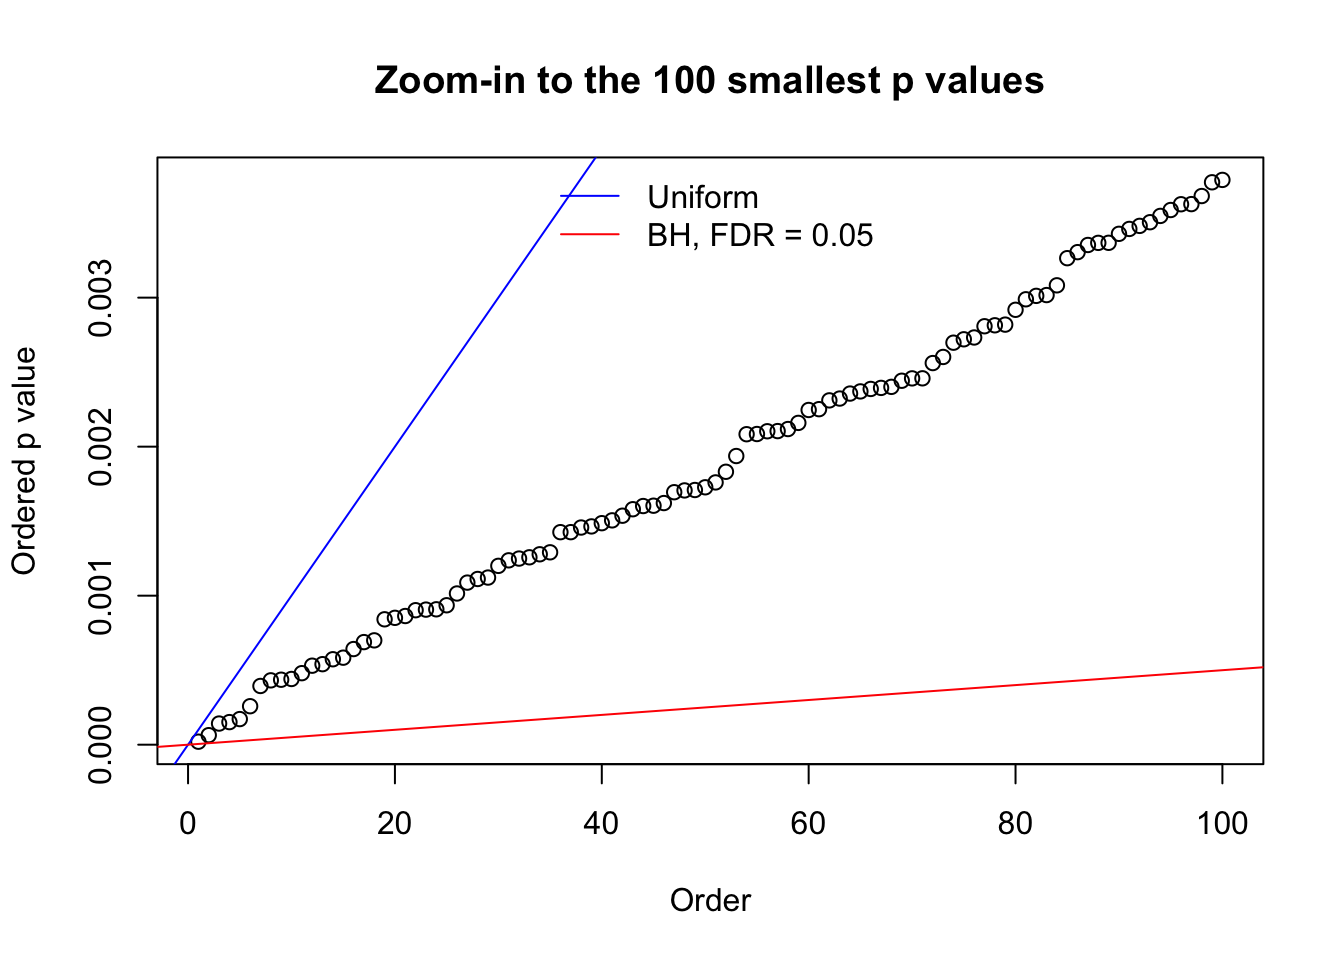 Zoom-in to the 100 smallest p values
Uniform
BH, FDR = 0.05
Ordered p value
0.003
0.002
0.001
0.000
0 20 40 60 80 100
Order